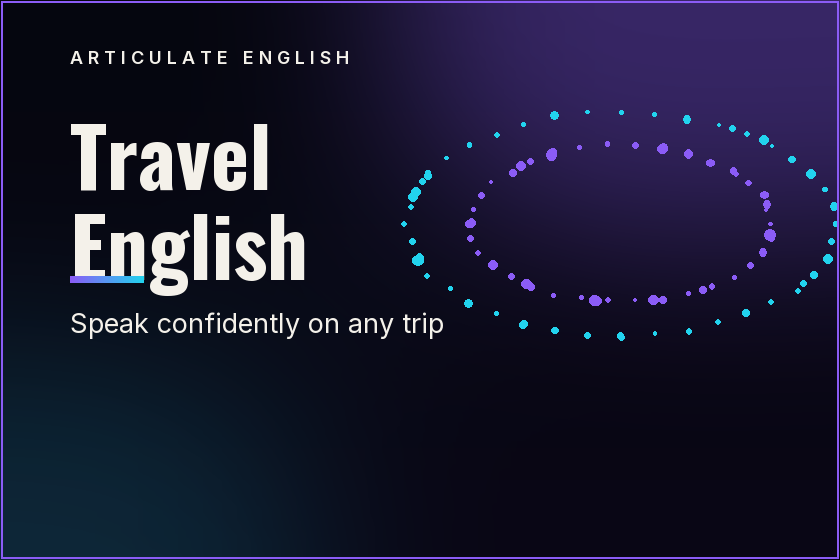 ARTICULATE ENGLISH
Travel
English
Speak confidently on any trip